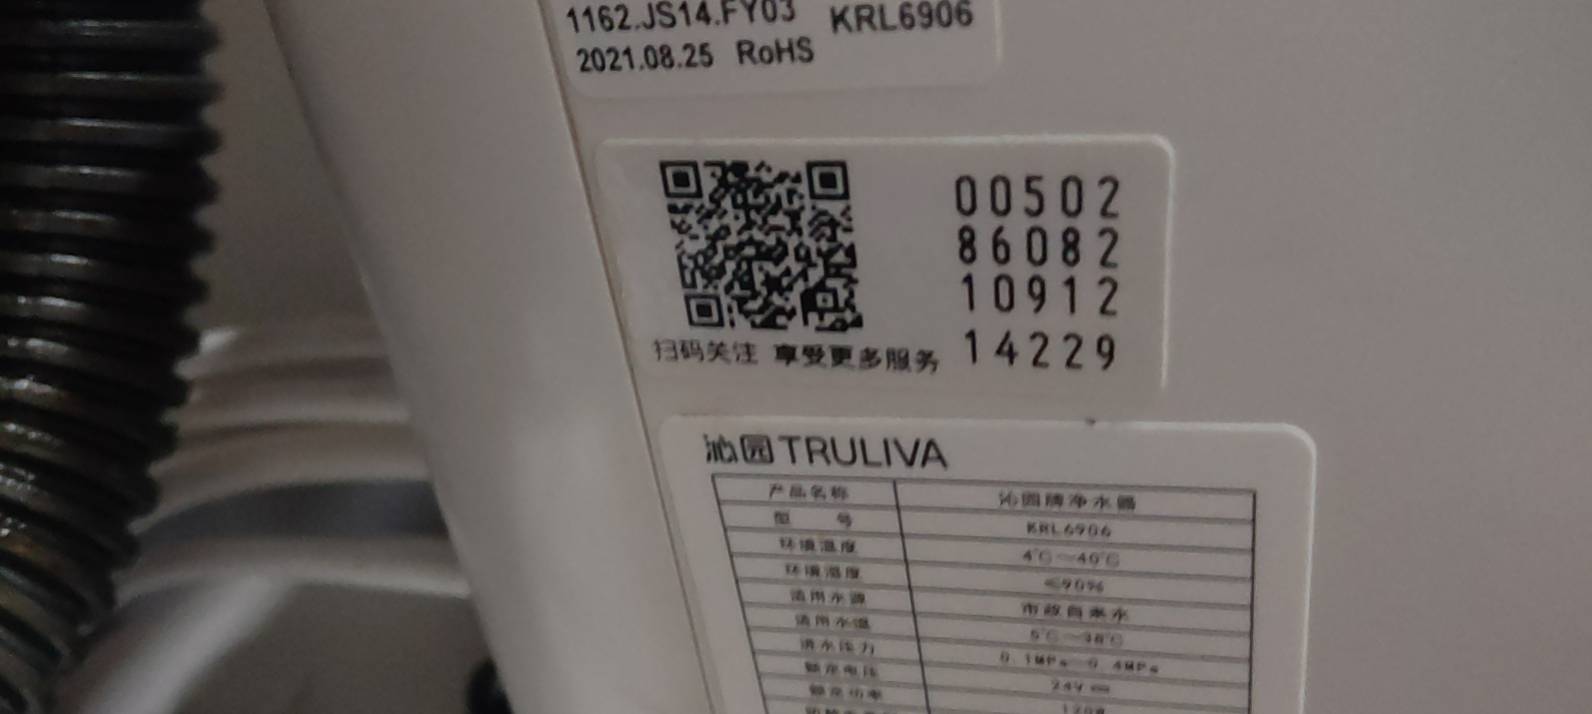 1162.JS14.FY03 KRL6906
2021.08.25 RoHS
00502
86082
10912
14229
扫码关注 享受更多服务
沁园TRULIVA
产品名称 沁园牌净水器
型 号 KRL6906
环境温度 4℃~40℃
环境湿度 ≤90%
适用水源 市政自来水
适用水温 5℃~38℃
进水压力 0.1MPa~0.4MPa
额定电压 24V
额定功率